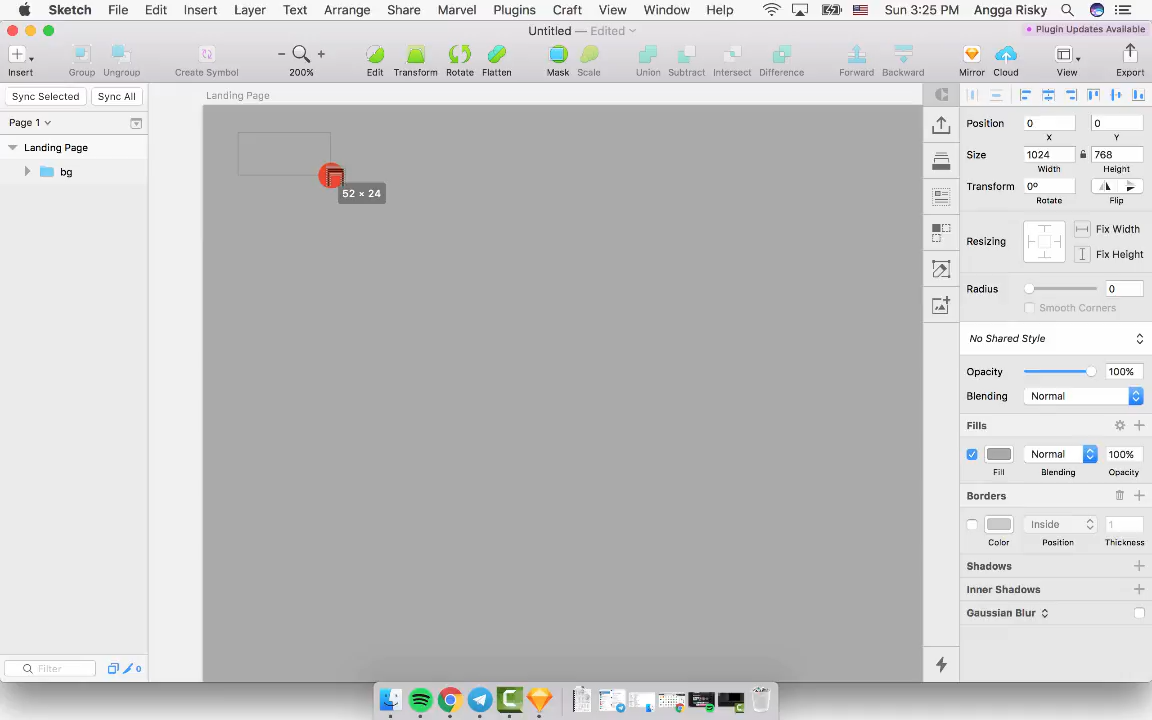 Sketch File Edit Insert Layer Text Arrange Share Marvel Plugins Craft View Window Help Sun 3:25 PM Angga Risky
Untitled — Edited
Plugin Updates Available
Insert Group Ungroup Create Symbol 200% Edit Transform Rotate Flatten Mask Scale Union Subtract Intersect Difference Forward Backward Mirror Cloud View Export
Sync Selected Sync All
Landing Page
Page 1
Landing Page
bg
52 × 24
Position 0 0
X Y
Size 1024 768
Width Height
Transform 0º
Rotate Flip
Resizing
Fix Width
Fix Height
Radius 0
Smooth Corners
No Shared Style
Opacity 100%
Blending Normal
Fills
Normal 100%
Fill Blending Opacity
Borders
Inside 1
Color Position Thickness
Shadows
Inner Shadows
Gaussian Blur
Filter
0